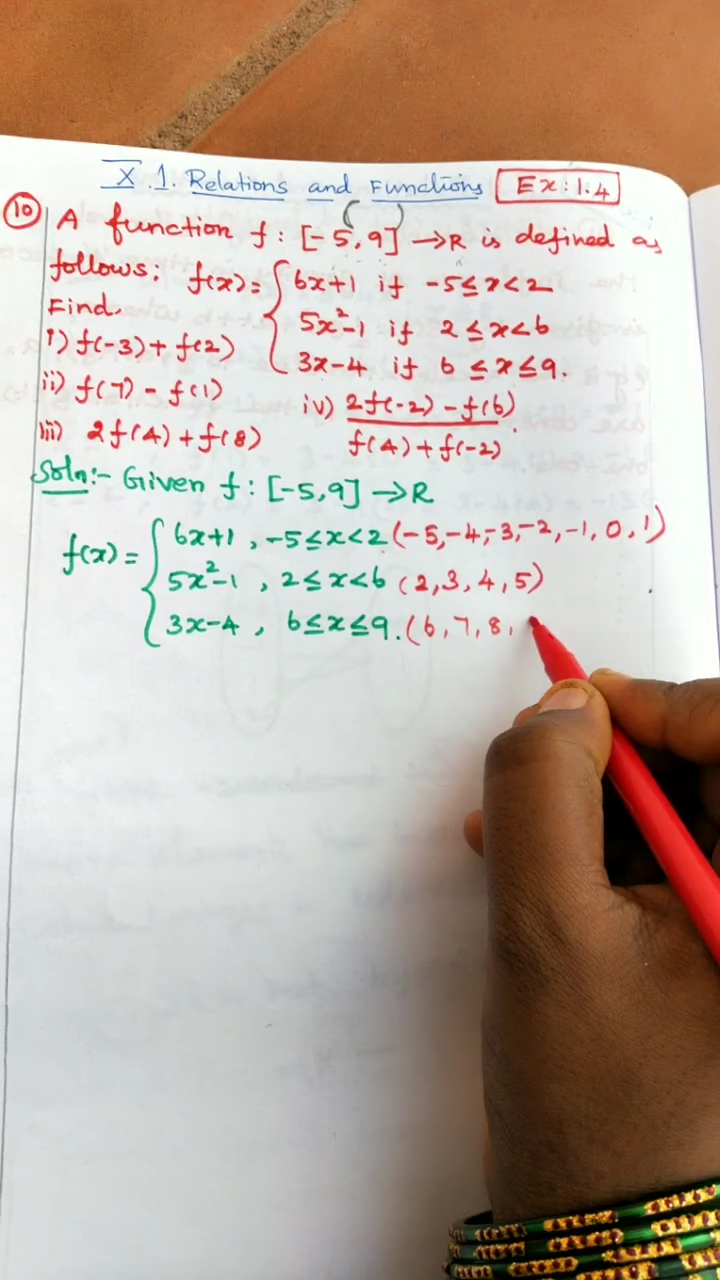 X .1. Relations and Functions Ex:1.4
10 A function f : [-5, 9] → R is defined as
follows: f(x) = { 6x+1 if -5≤x<2
Find.
5x²-1 if 2≤x<6
i) f(-3) + f(2)
3x-4 if 6≤x≤9.
ii) f(7) - f(1)
iv) 2f(-2) - f(6)
iii) 2f(4) + f(8)
f(4) + f(-2).
Soln:- Given f : [-5,9] → R
f(x) = { 6x+1 , -5≤x<2 (-5,-4,-3,-2,-1, 0, 1)
5x²-1 , 2≤x<6 (2,3,4,5)
3x-4 , 6≤x≤9. (6,7,8,